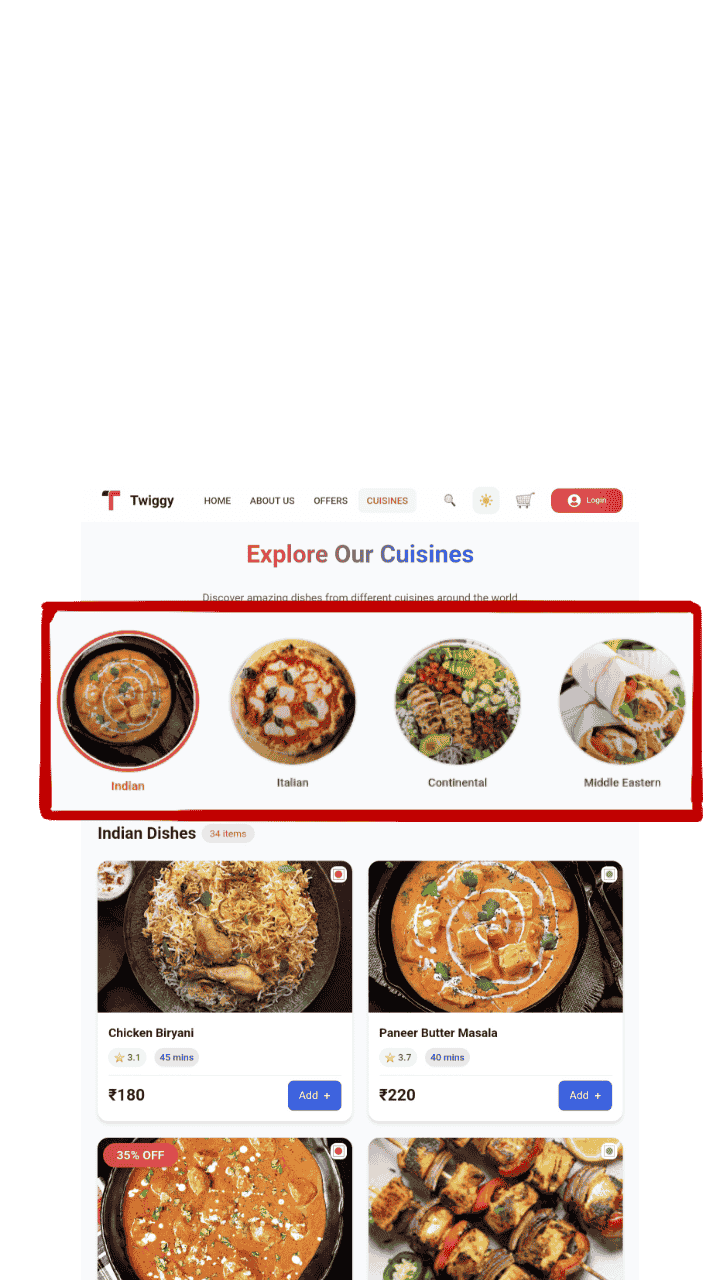 Twiggy HOME ABOUT US OFFERS CUISINES Login
Explore Our Cuisines
Discover amazing dishes from different cuisines around the world
Indian Italian Continental Middle Eastern
Indian Dishes 34 items
Chicken Biryani Paneer Butter Masala
3.1 45 mins 3.7 40 mins
₹180 Add + ₹220 Add +
35% OFF